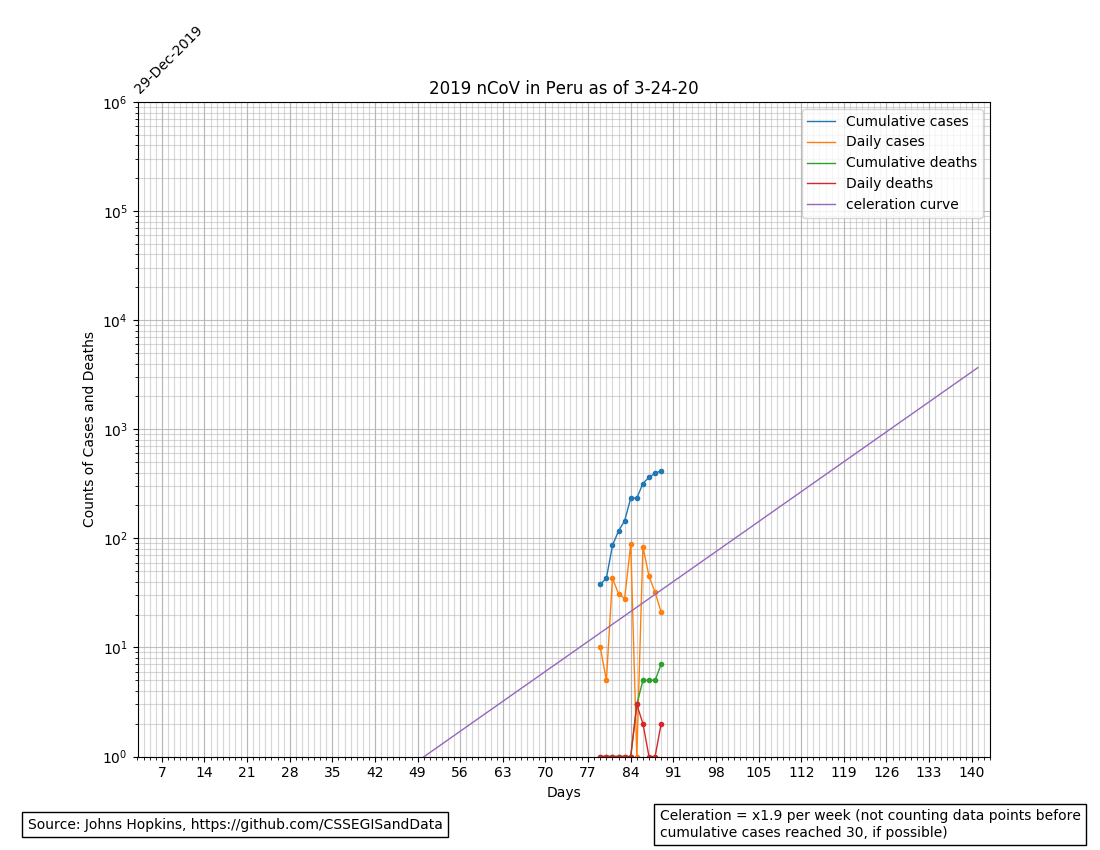 29-Dec-2019
2019 nCoV in Peru as of 3-24-20
10^6
10^5
10^4
10^3
10^2
10^1
10^0
Counts of Cases and Deaths
Cumulative cases
Daily cases
Cumulative deaths
Daily deaths
celeration curve
7 14 21 28 35 42 49 56 63 70 77 84 91 98 105 112 119 126 133 140
Days
Source: Johns Hopkins, https://github.com/CSSEGISandData
Celeration = x1.9 per week (not counting data points before
cumulative cases reached 30, if possible)